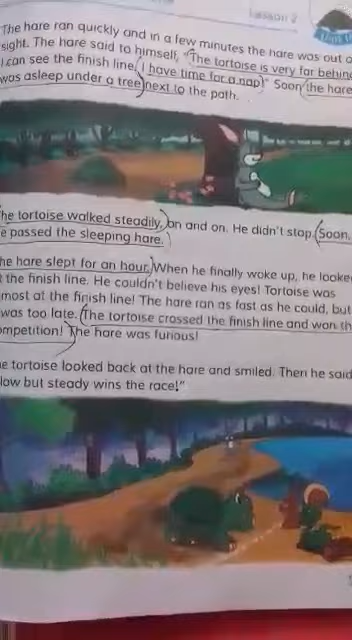 Lesson 2
The hare ran quickly and in a few minutes the hare was out o
sight. The hare said to himself, "The tortoise is very far behin
I can see the finish line. I have time for a nap!" Soon the hare
was asleep under a tree next to the path.
he tortoise walked steadily, on and on. He didn't stop. Soon,
e passed the sleeping hare.
he hare slept for an hour. When he finally woke up, he looke
the finish line. He couldn't believe his eyes! Tortoise was
most at the finish line! The hare ran as fast as he could, but
was too late. The tortoise crossed the finish line and won th
ompetition! The hare was furious!
e tortoise looked back at the hare and smiled. Then he said
low but steady wins the race!"